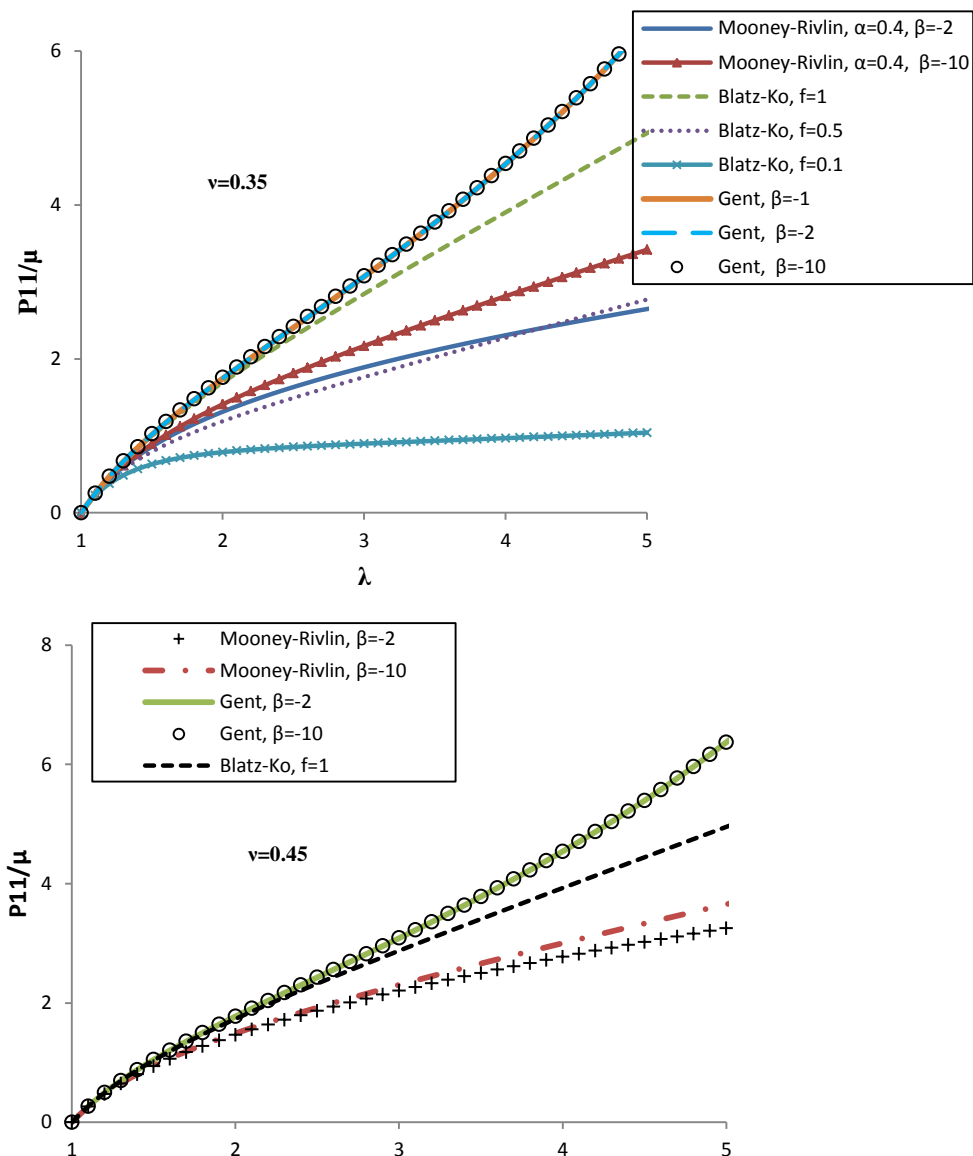 Mooney-Rivlin, α=0.4, β=-2
Mooney-Rivlin, α=0.4, β=-10
Blatz-Ko, f=1
Blatz-Ko, f=0.5
Blatz-Ko, f=0.1
Gent, β=-1
Gent, β=-2
Gent, β=-10
6
4
2
0
P11/μ
ν=0.35
1 2 3 4 5
λ
Mooney-Rivlin, β=-2
Mooney-Rivlin, β=-10
Gent, β=-2
Gent, β=-10
Blatz-Ko, f=1
8
6
4
2
0
P11/μ
ν=0.45
1 2 3 4 5